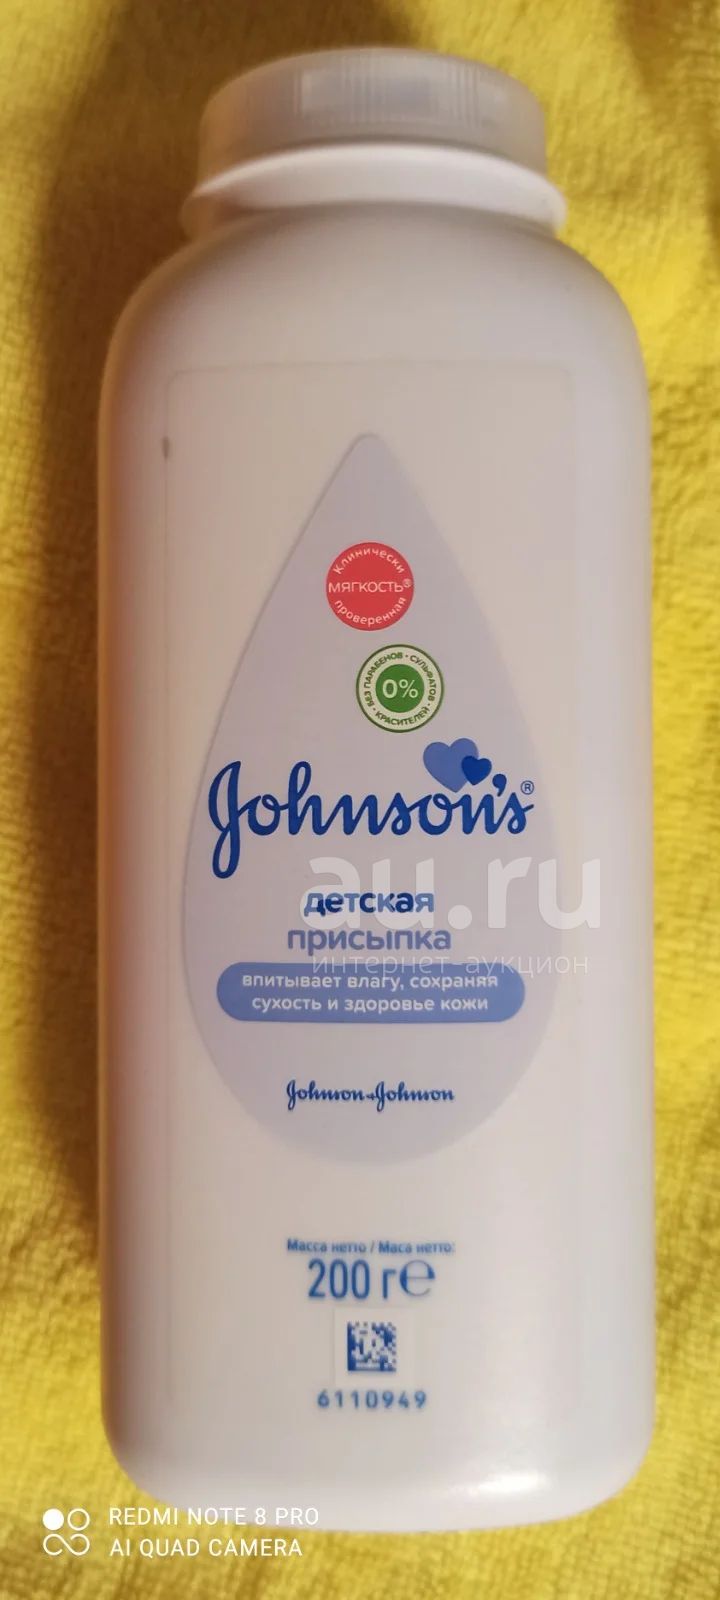 Клинически
МЯГКОСТЬ®
проверенная
БЕЗ ПАРАБЕНОВ • СУЛЬФАТОВ • КРАСИТЕЛЕЙ •
0%
Johnson's®
au.ru
детская
присыпка
интернет аукцион
впитывает влагу, сохраняя
сухость и здоровье кожи
Johnson+Johnson
Масса нетто / Маса нетто:
200 г℮
6110949
REDMI NOTE 8 PRO
AI QUAD CAMERA